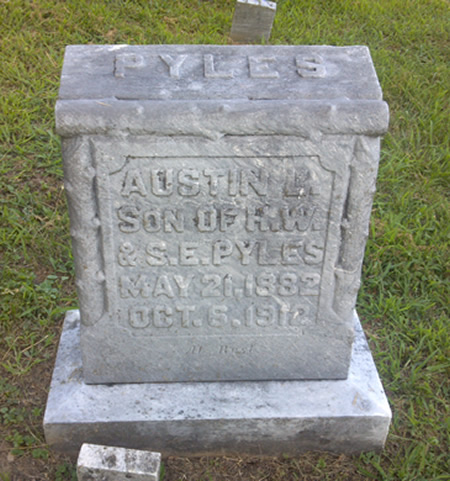 PYLES
AUSTIN L.
SON OF H.W.
& S.E. PYLES
MAY 21, 1882
OCT. 6, 1912